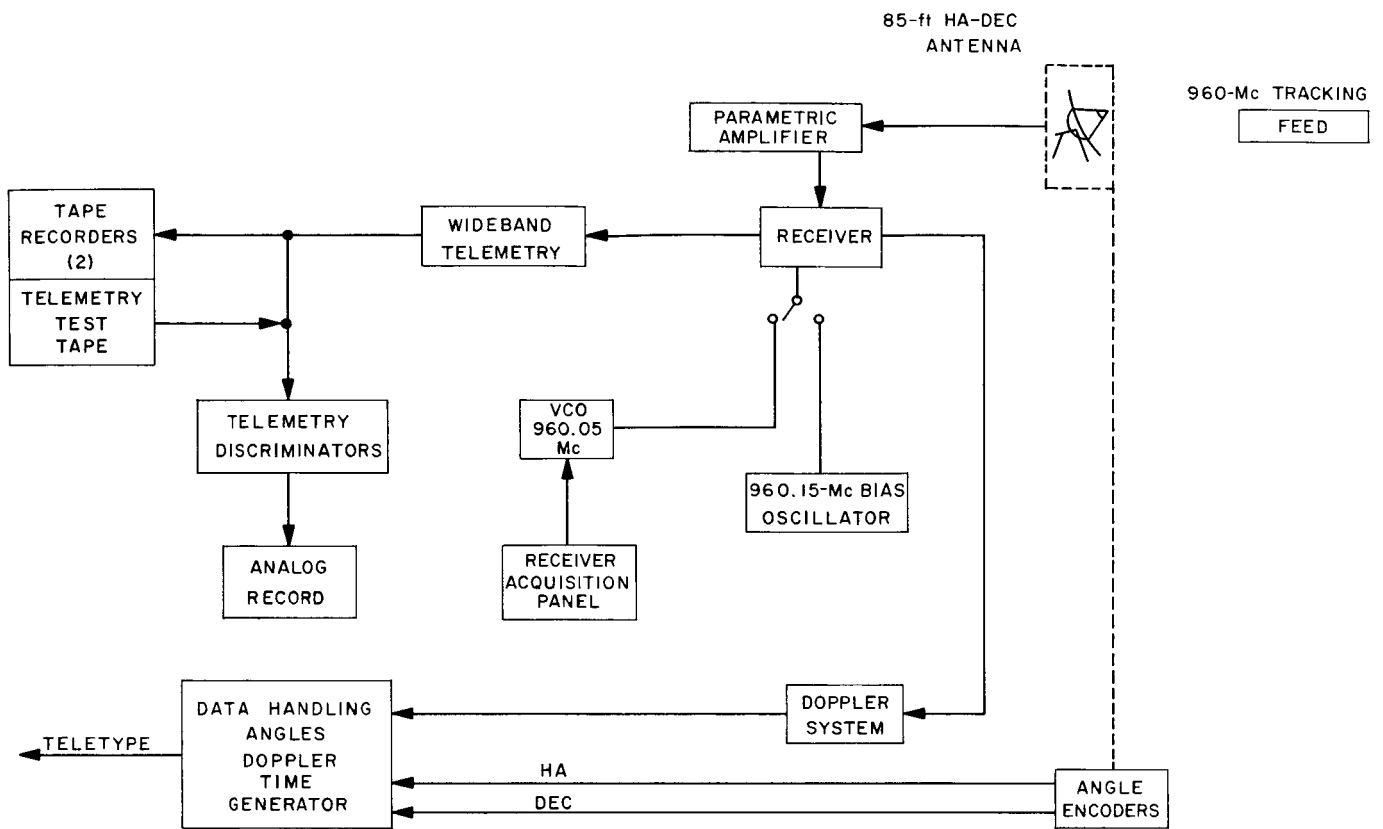 85-ft HA-DEC
ANTENNA
960-Mc TRACKING
FEED
PARAMETRIC
AMPLIFIER
TAPE
RECORDERS
(2)
WIDEBAND
TELEMETRY
RECEIVER
TELEMETRY
TEST
TAPE
TELEMETRY
DISCRIMINATORS
VCO
960.05
Mc
960.15-Mc BIAS
OSCILLATOR
ANALOG
RECORD
RECEIVER
ACQUISITION
PANEL
DATA HANDLING
ANGLES
DOPPLER
TIME
GENERATOR
DOPPLER
SYSTEM
TELETYPE
HA
DEC
ANGLE
ENCODERS